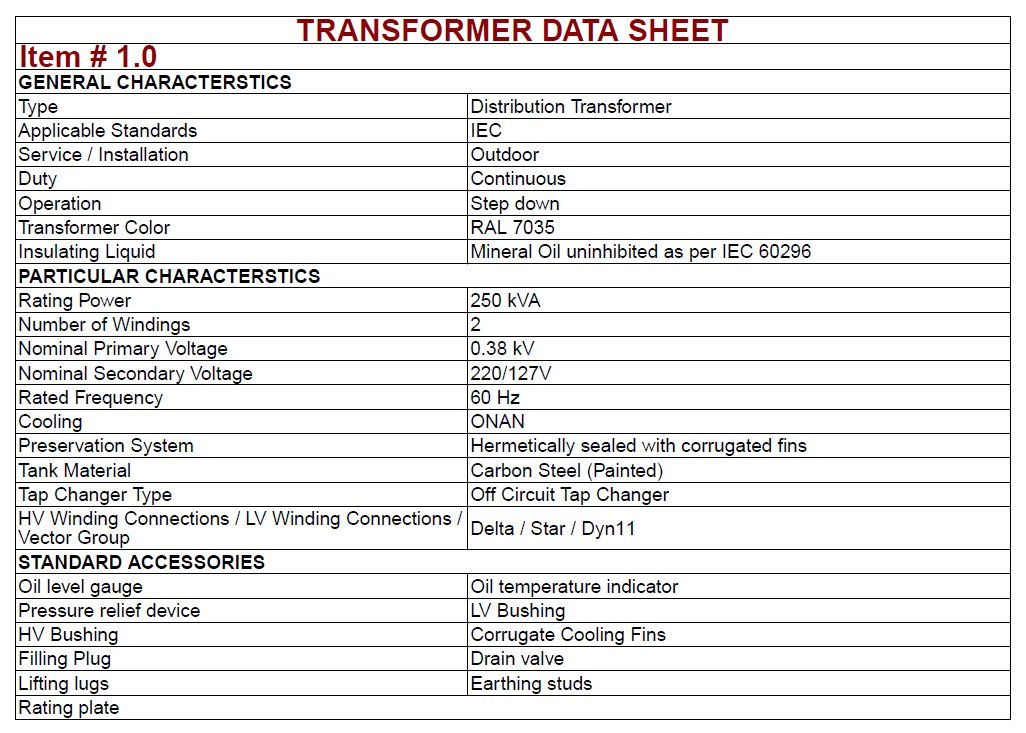 TRANSFORMER DATA SHEET
Item # 1.0
GENERAL CHARACTERSTICS
Type Distribution Transformer
Applicable Standards IEC
Service / Installation Outdoor
Duty Continuous
Operation Step down
Transformer Color RAL 7035
Insulating Liquid Mineral Oil uninhibited as per IEC 60296
PARTICULAR CHARACTERSTICS
Rating Power 250 kVA
Number of Windings 2
Nominal Primary Voltage 0.38 kV
Nominal Secondary Voltage 220/127V
Rated Frequency 60 Hz
Cooling ONAN
Preservation System Hermetically sealed with corrugated fins
Tank Material Carbon Steel (Painted)
Tap Changer Type Off Circuit Tap Changer
HV Winding Connections / LV Winding Connections /
Vector Group Delta / Star / Dyn11
STANDARD ACCESSORIES
Oil level gauge Oil temperature indicator
Pressure relief device LV Bushing
HV Bushing Corrugate Cooling Fins
Filling Plug Drain valve
Lifting lugs Earthing studs
Rating plate